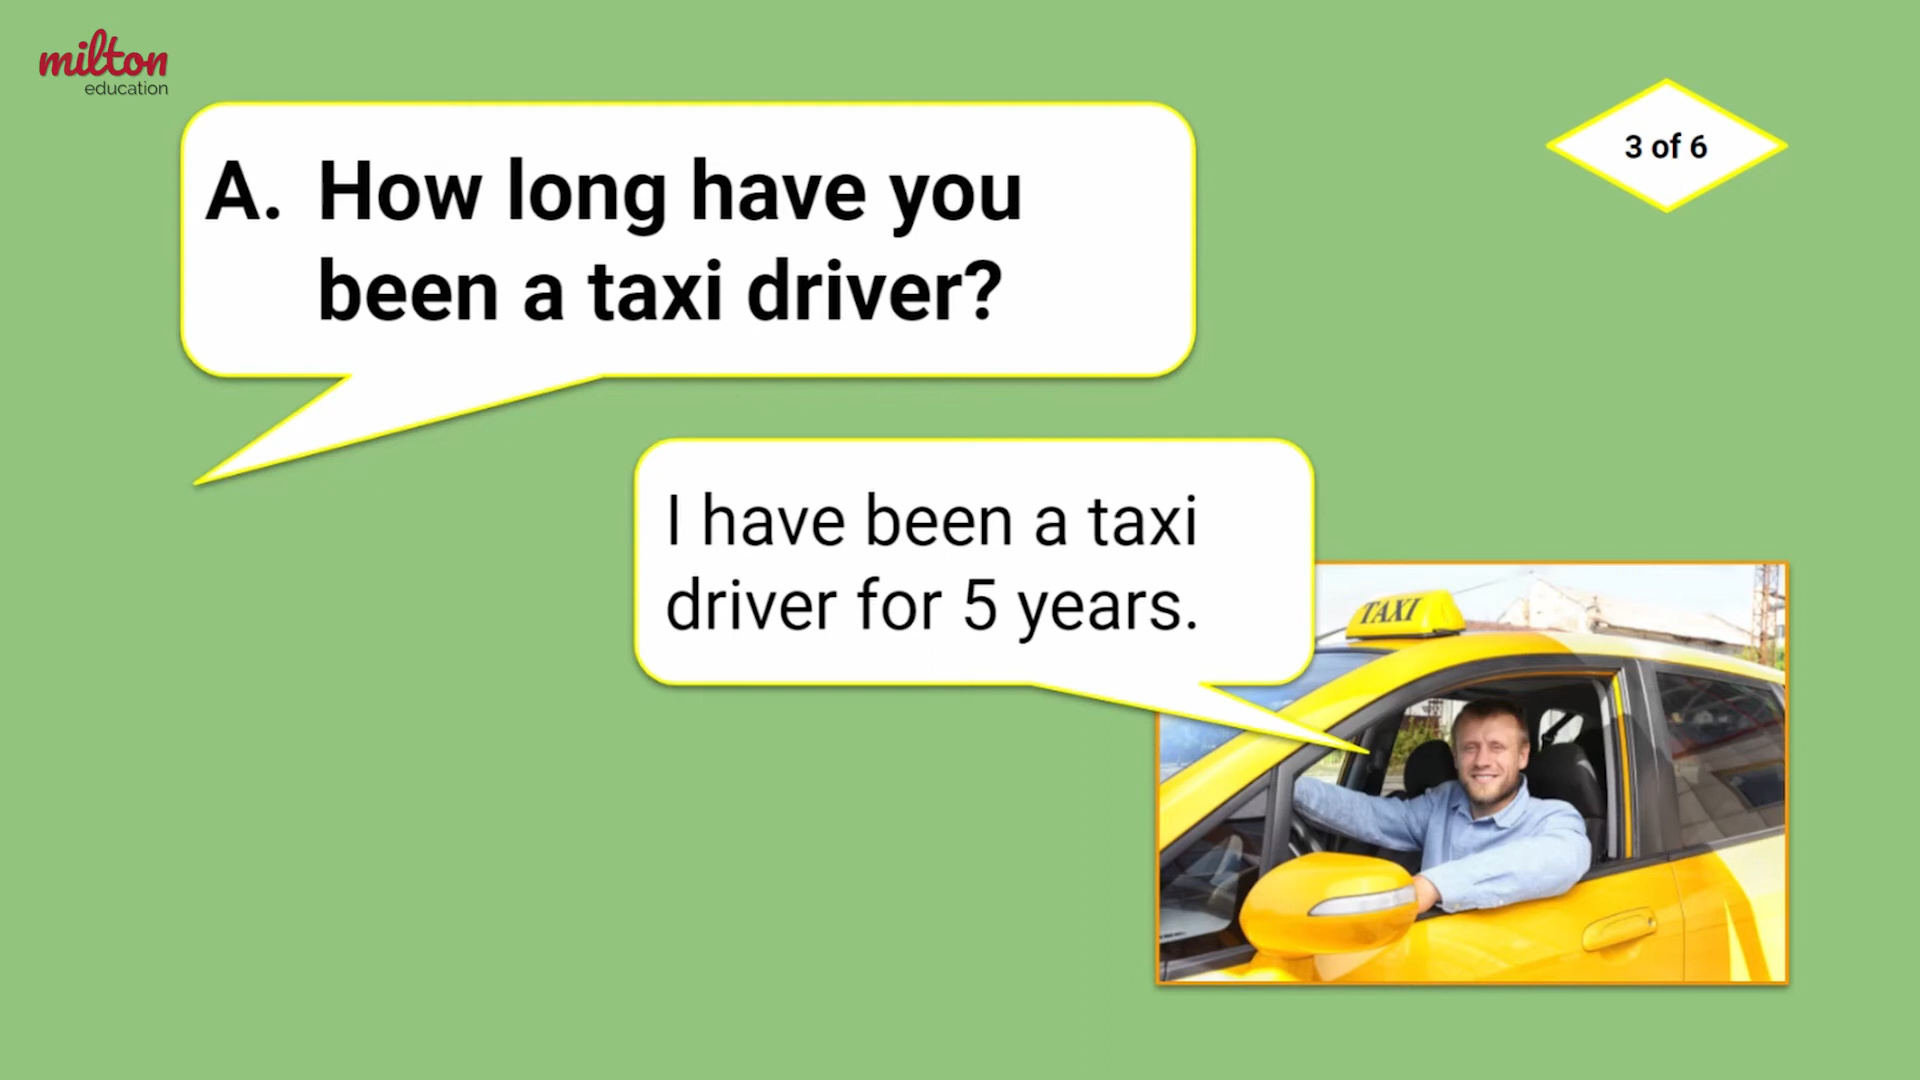 milton
education
3 of 6
A. How long have you
been a taxi driver?
I have been a taxi
driver for 5 years.
TAXI